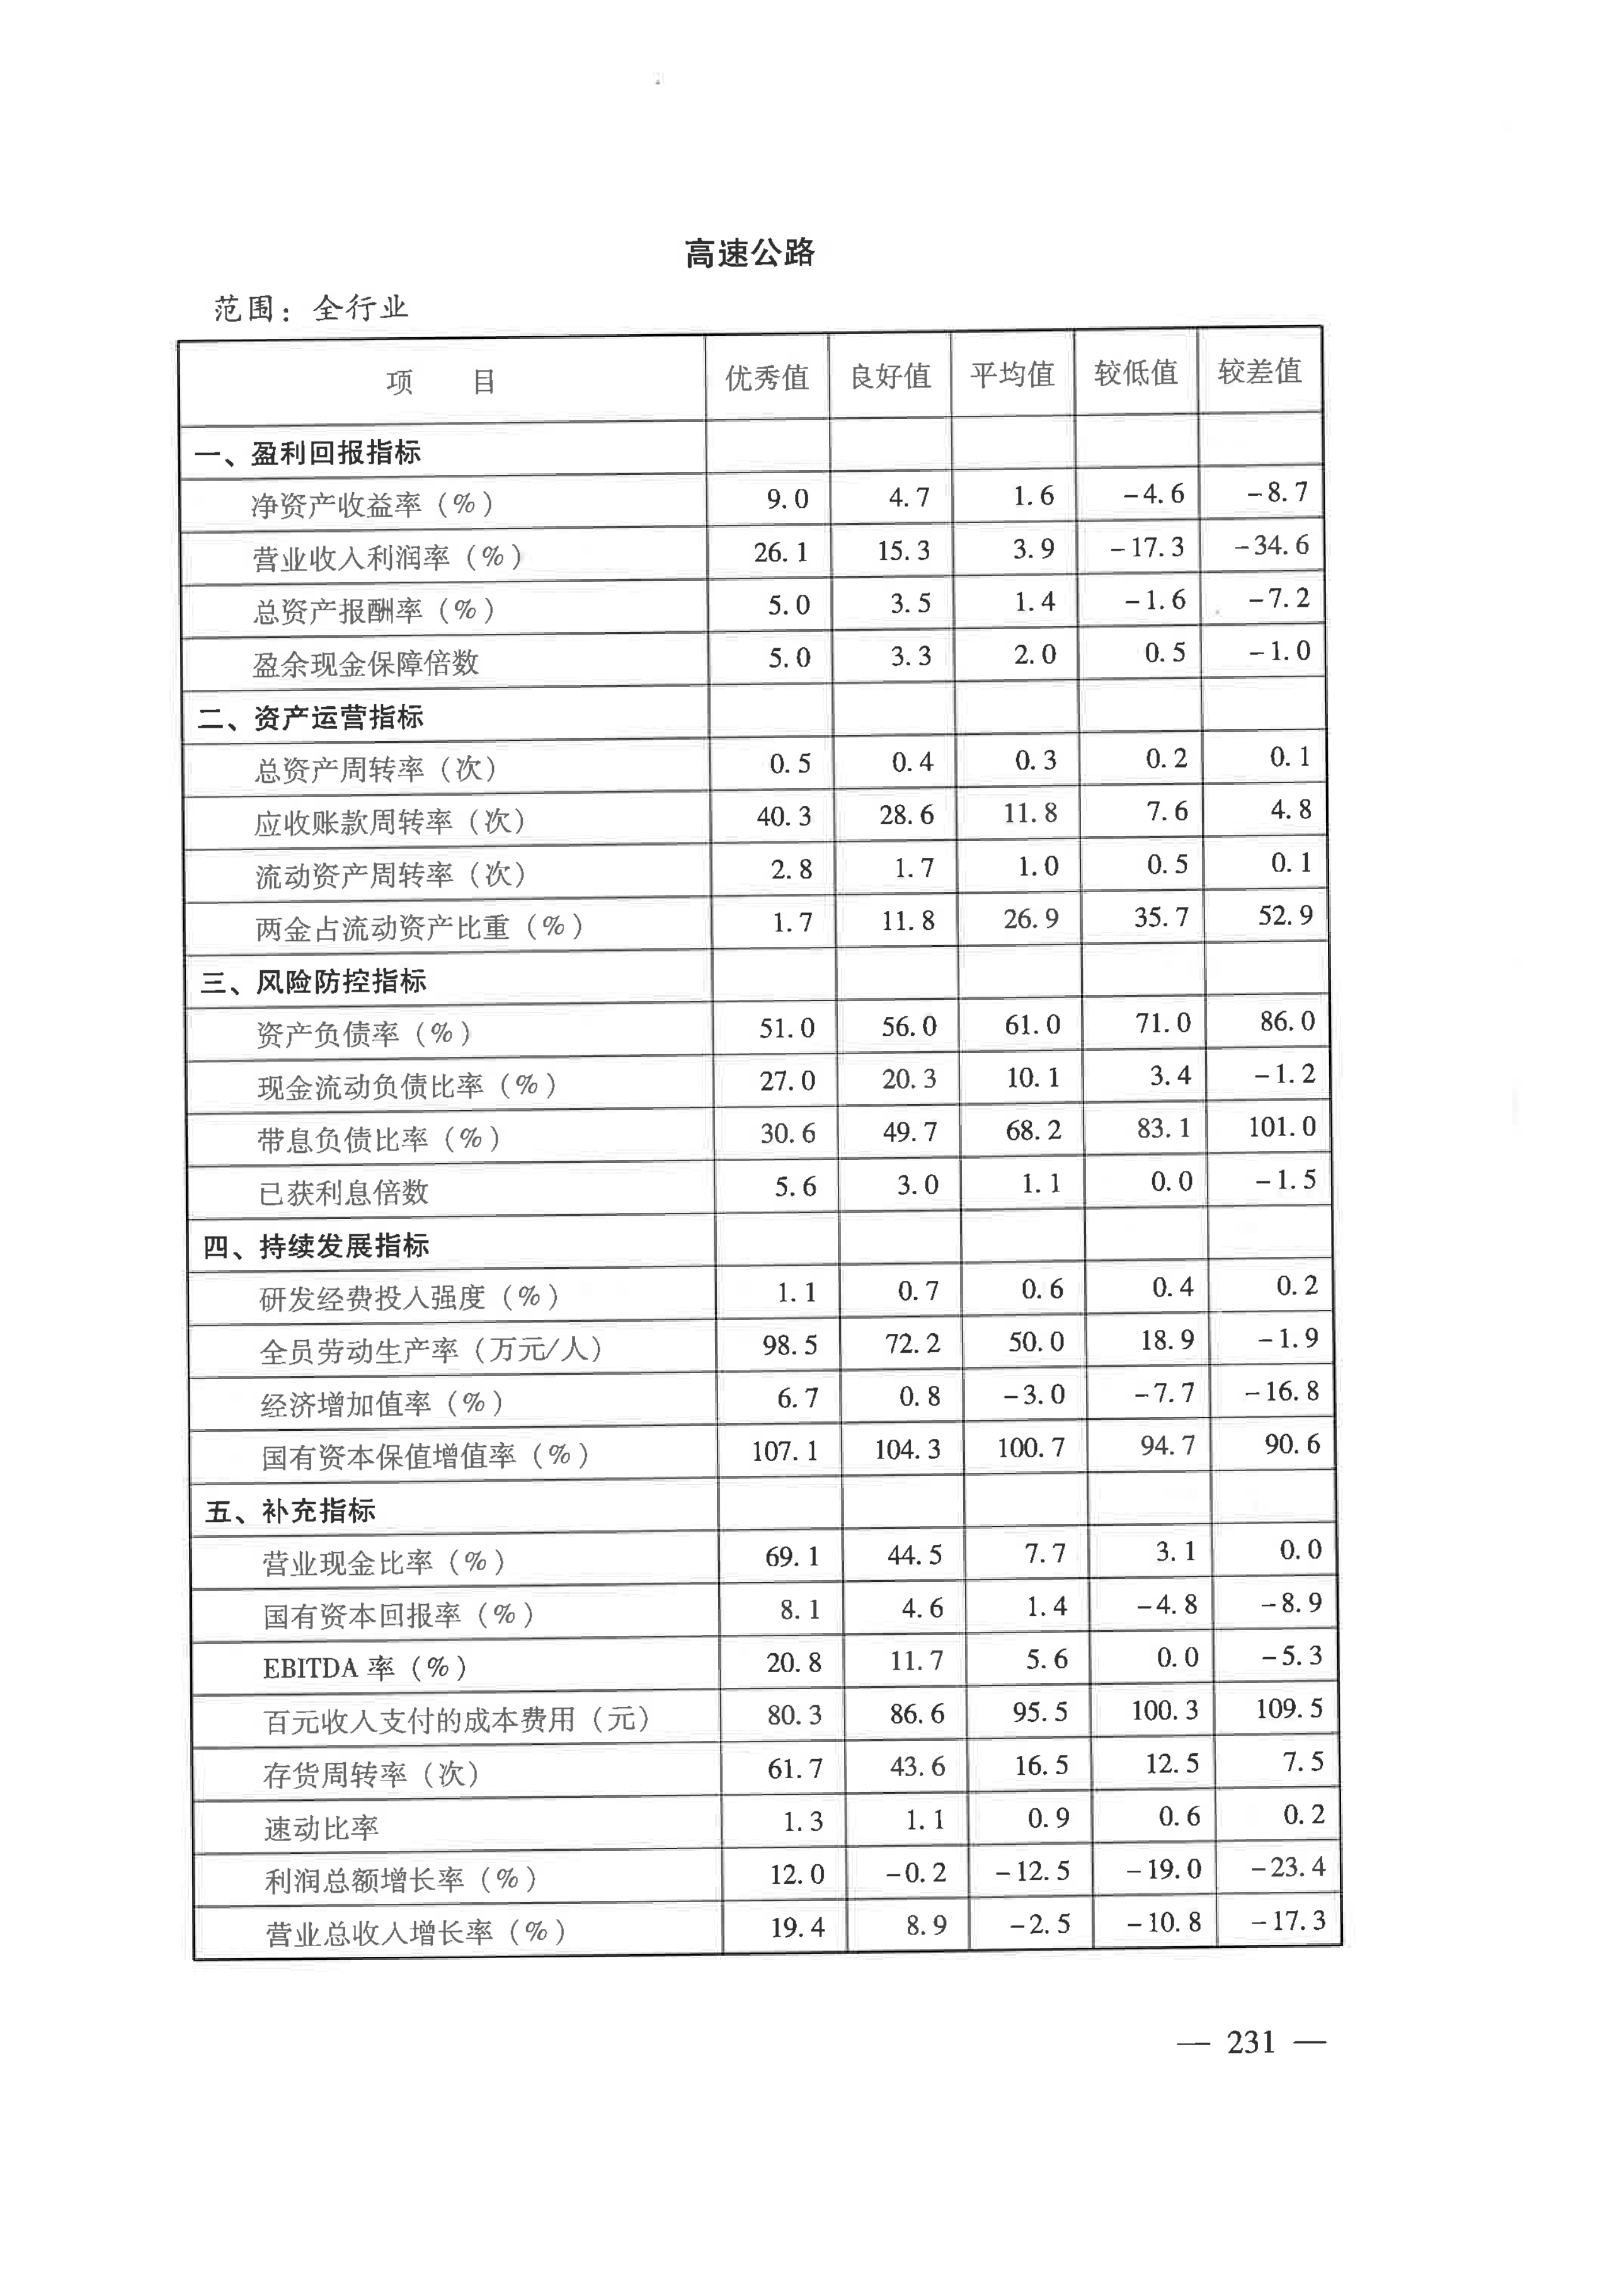 高速公路
范围：全行业
项 目 优秀值 良好值 平均值 较低值 较差值
一、盈利回报指标
净资产收益率（%） 9.0 4.7 1.6 -4.6 -8.7
营业收入利润率（%） 26.1 15.3 3.9 -17.3 -34.6
总资产报酬率（%） 5.0 3.5 1.4 -1.6 -7.2
盈余现金保障倍数 5.0 3.3 2.0 0.5 -1.0
二、资产运营指标
总资产周转率（次） 0.5 0.4 0.3 0.2 0.1
应收账款周转率（次） 40.3 28.6 11.8 7.6 4.8
流动资产周转率（次） 2.8 1.7 1.0 0.5 0.1
两金占流动资产比重（%） 1.7 11.8 26.9 35.7 52.9
三、风险防控指标
资产负债率（%） 51.0 56.0 61.0 71.0 86.0
现金流动负债比率（%） 27.0 20.3 10.1 3.4 -1.2
带息负债比率（%） 30.6 49.7 68.2 83.1 101.0
已获利息倍数 5.6 3.0 1.1 0.0 -1.5
四、持续发展指标
研发经费投入强度（%） 1.1 0.7 0.6 0.4 0.2
全员劳动生产率（万元/人） 98.5 72.2 50.0 18.9 -1.9
经济增加值率（%） 6.7 0.8 -3.0 -7.7 -16.8
国有资本保值增值率（%） 107.1 104.3 100.7 94.7 90.6
五、补充指标
营业现金比率（%） 69.1 44.5 7.7 3.1 0.0
国有资本回报率（%） 8.1 4.6 1.4 -4.8 -8.9
EBITDA 率（%） 20.8 11.7 5.6 0.0 -5.3
百元收入支付的成本费用（元） 80.3 86.6 95.5 100.3 109.5
存货周转率（次） 61.7 43.6 16.5 12.5 7.5
速动比率 1.3 1.1 0.9 0.6 0.2
利润总额增长率（%） 12.0 -0.2 -12.5 -19.0 -23.4
营业总收入增长率（%） 19.4 8.9 -2.5 -10.8 -17.3
— 231 —